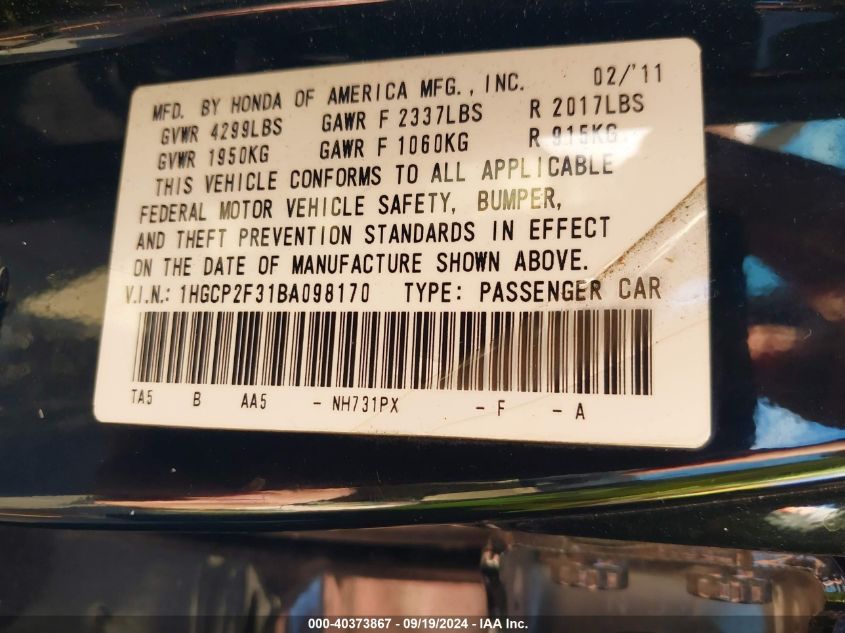 MFD. BY HONDA OF AMERICA MFG., INC. 02/'11
GVWR 4299LBS GAWR F 2337LBS R 2017LBS
GVWR 1950KG GAWR F 1060KG R 915KG
THIS VEHICLE CONFORMS TO ALL APPLICABLE
FEDERAL MOTOR VEHICLE SAFETY, BUMPER,
AND THEFT PREVENTION STANDARDS IN EFFECT
ON THE DATE OF MANUFACTURE SHOWN ABOVE.
V.I.N.: 1HGCP2F31BA098170 TYPE: PASSENGER CAR
TA5 B AA5 - NH731PX - F - A
000-40373867 - 09/19/2024 - IAA Inc.